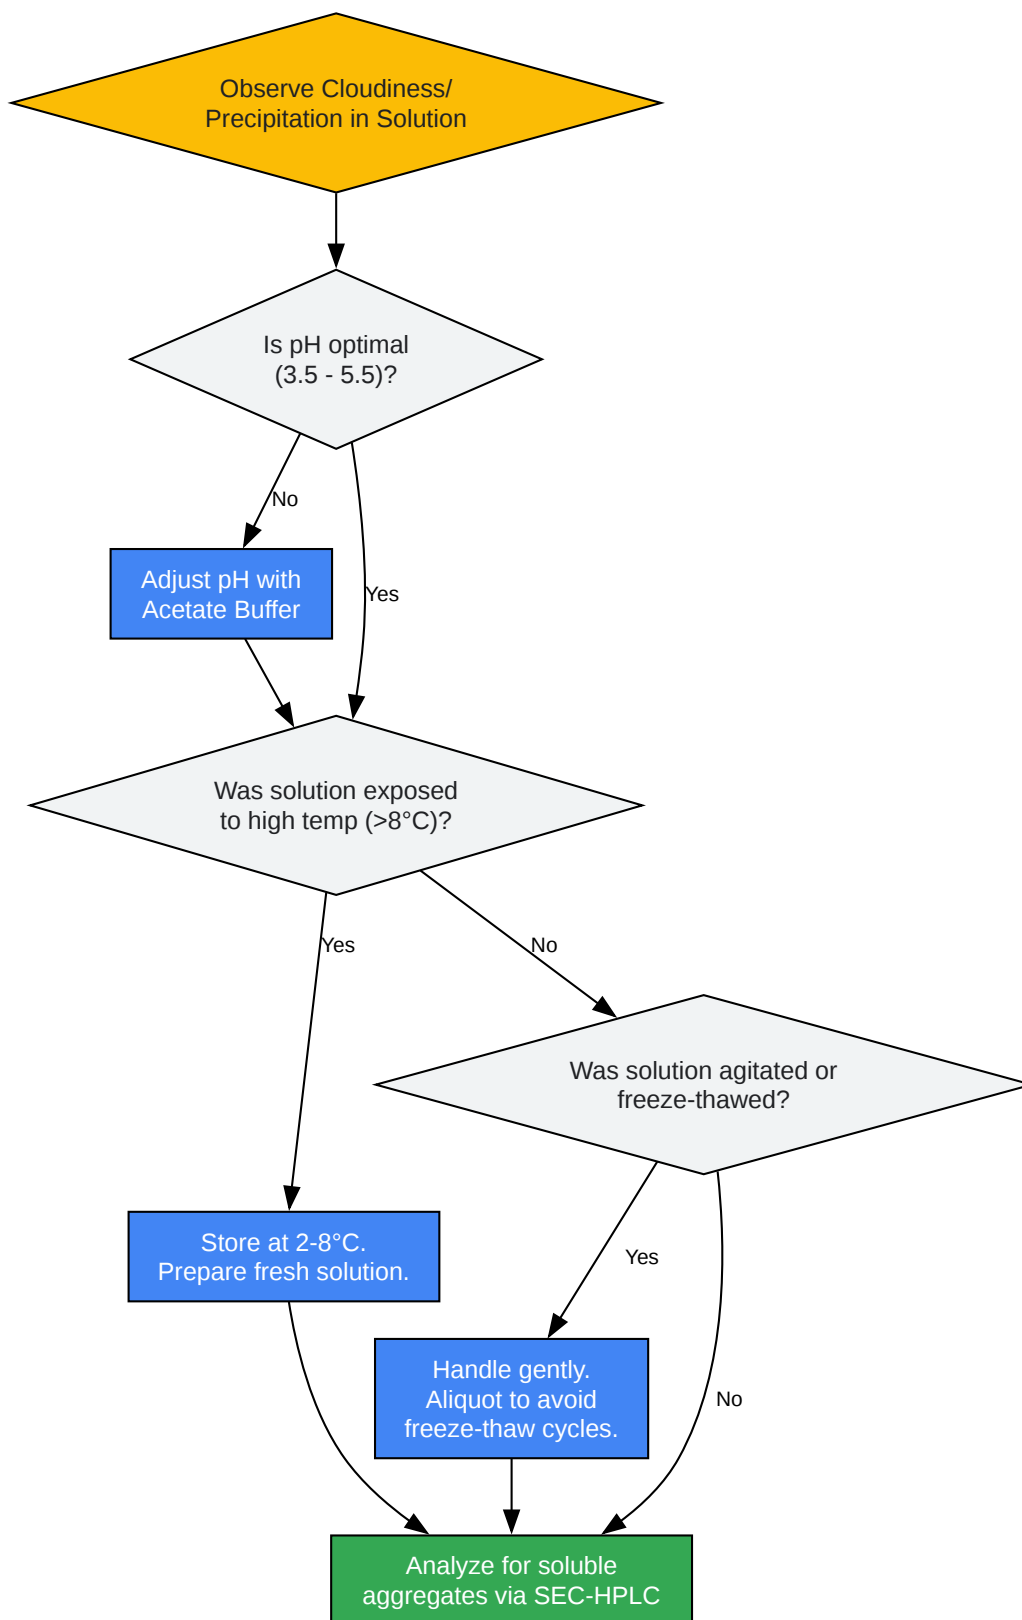 Observe Cloudiness/
Precipitation in Solution
Is pH optimal
(3.5 - 5.5)?
No
Adjust pH with
Acetate Buffer
Yes
Was solution exposed
to high temp (>8°C)?
Yes
No
Was solution agitated or
freeze-thawed?
Store at 2-8°C.
Prepare fresh solution.
Yes
Handle gently.
Aliquot to avoid
freeze-thaw cycles.
No
Analyze for soluble
aggregates via SEC-HPLC